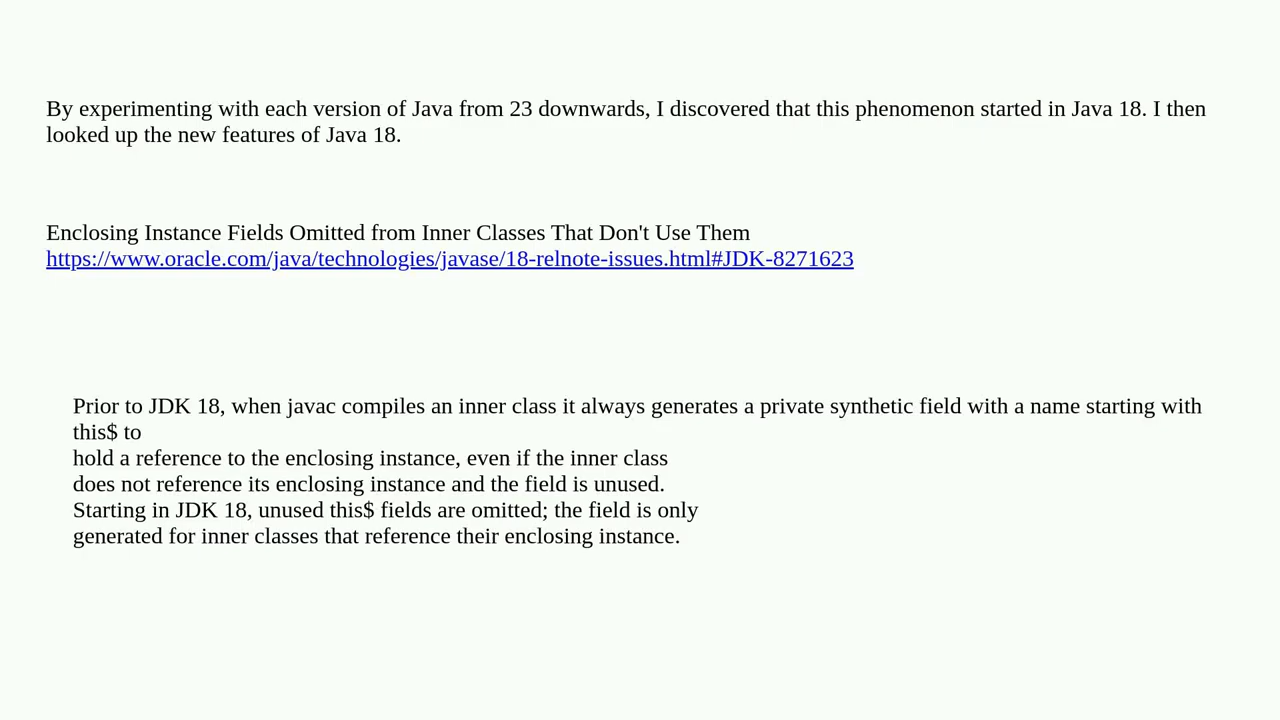 By experimenting with each version of Java from 23 downwards, I discovered that this phenomenon started in Java 18. I then
looked up the new features of Java 18.
Enclosing Instance Fields Omitted from Inner Classes That Don't Use Them
https://www.oracle.com/java/technologies/javase/18-relnote-issues.html#JDK-8271623
Prior to JDK 18, when javac compiles an inner class it always generates a private synthetic field with a name starting with
this$ to
hold a reference to the enclosing instance, even if the inner class
does not reference its enclosing instance and the field is unused.
Starting in JDK 18, unused this$ fields are omitted; the field is only
generated for inner classes that reference their enclosing instance.